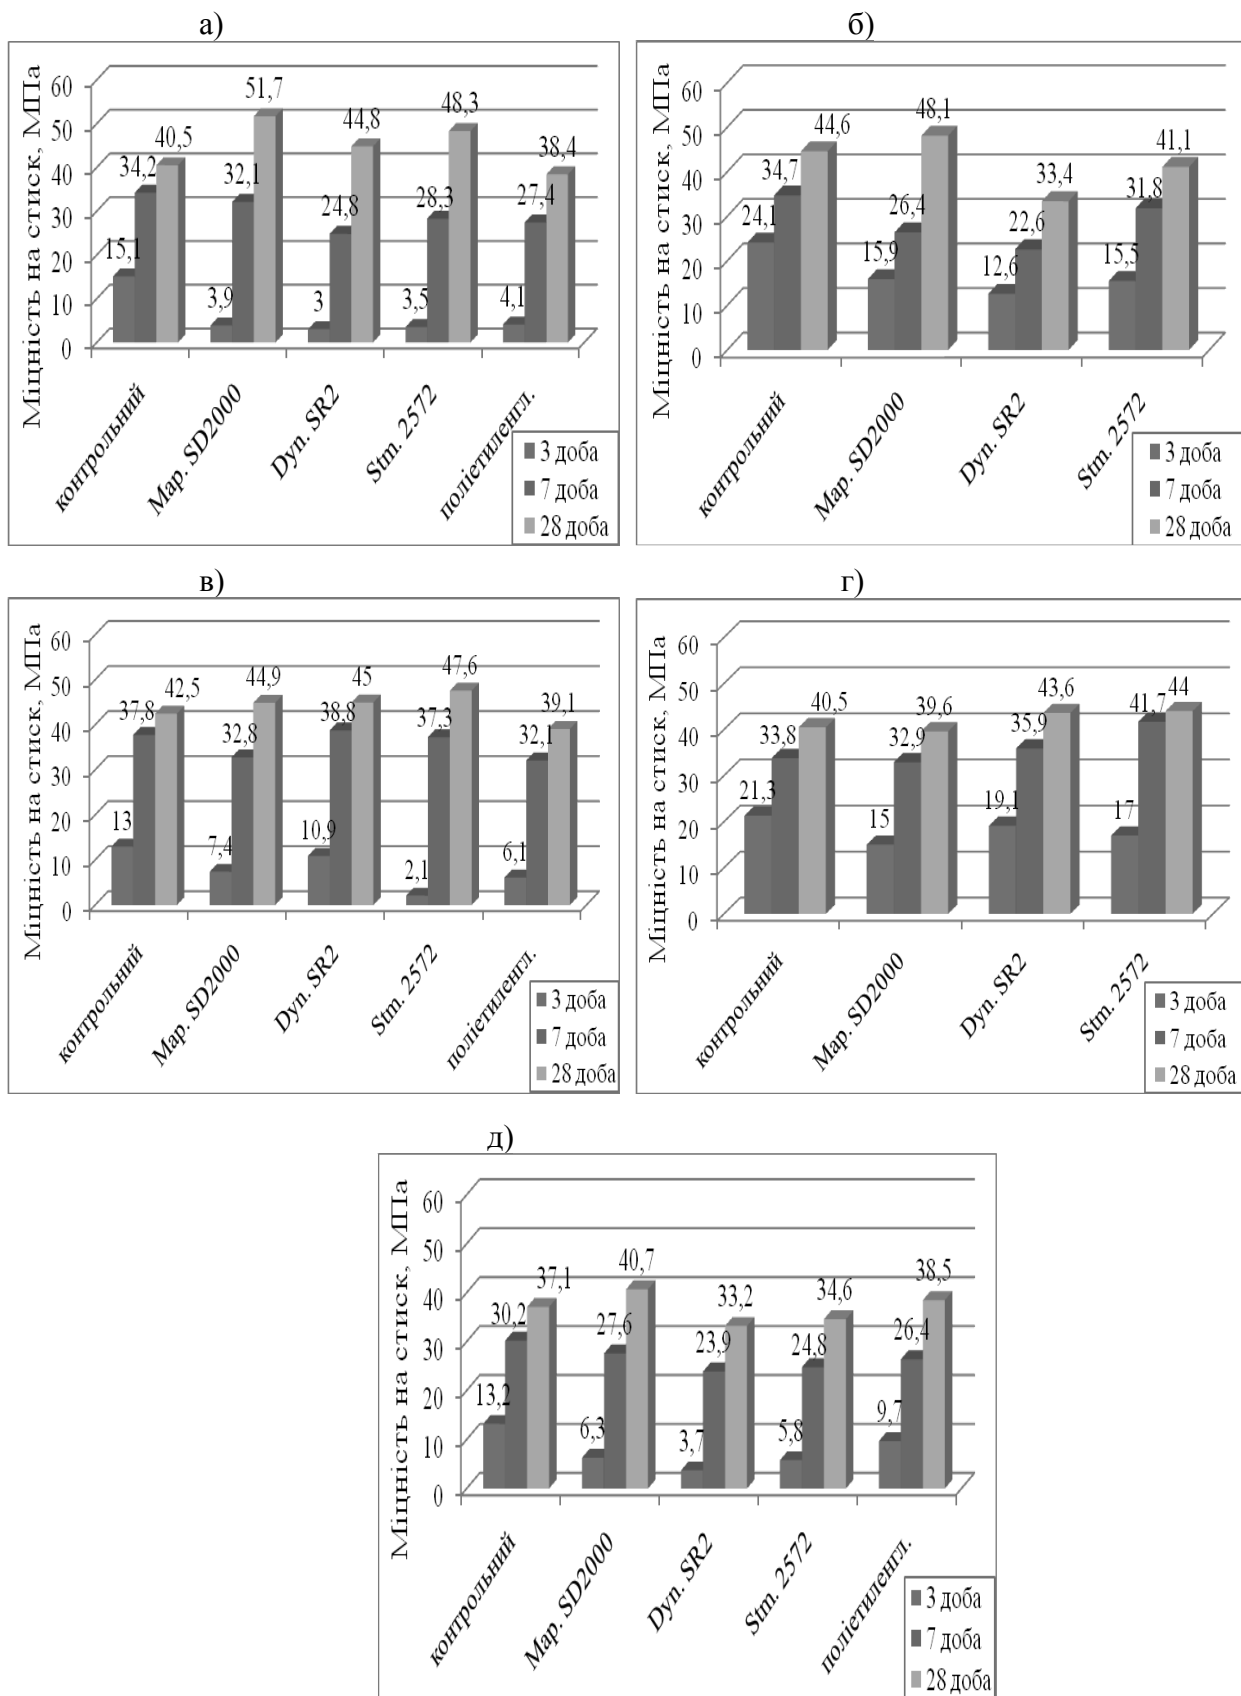 а)
Міцність на стиск, МПа
60
50
40
30
20
10
0
15,1
34,2
40,5
3,9
32,1
51,7
3
24,8
44,8
3,5
28,3
48,3
4,1
27,4
38,4
контрольний
Мар. SD2000
Dyn. SR2
Stm. 2572
поліетиленгл.
3 доба
7 доба
28 доба
б)
Міцність на стиск, МПа
60
50
40
30
20
10
0
24,1
34,7
44,6
15,9
26,4
48,1
12,6
22,6
33,4
15,5
31,8
41,1
контрольний
Мар. SD2000
Dyn. SR2
Stm. 2572
3 доба
7 доба
28 доба
в)
Міцність на стиск, МПа
60
50
40
30
20
10
0
13
37,8
42,5
7,4
32,8
44,9
10,9
38,8
45
2,1
37,3
47,6
6,1
32,1
39,1
контрольний
Мар. SD2000
Dyn. SR2
Stm. 2572
поліетиленгл.
3 доба
7 доба
28 доба
г)
Міцність на стиск, МПа
60
50
40
30
20
10
0
21,3
33,8
40,5
15
32,9
39,6
19,1
35,9
43,6
17
41,7
44
контрольний
Мар. SD2000
Dyn. SR2
Stm. 2572
3 доба
7 доба
28 доба
д)
Міцність на стиск, МПа
60
50
40
30
20
10
0
13,2
30,2
37,1
6,3
27,6
40,7
3,7
23,9
33,2
5,8
24,8
34,6
9,7
26,4
38,5
контрольний
Мар. SD2000
Dyn. SR2
Stm. 2572
поліетиленгл.
3 доба
7 доба
28 доба